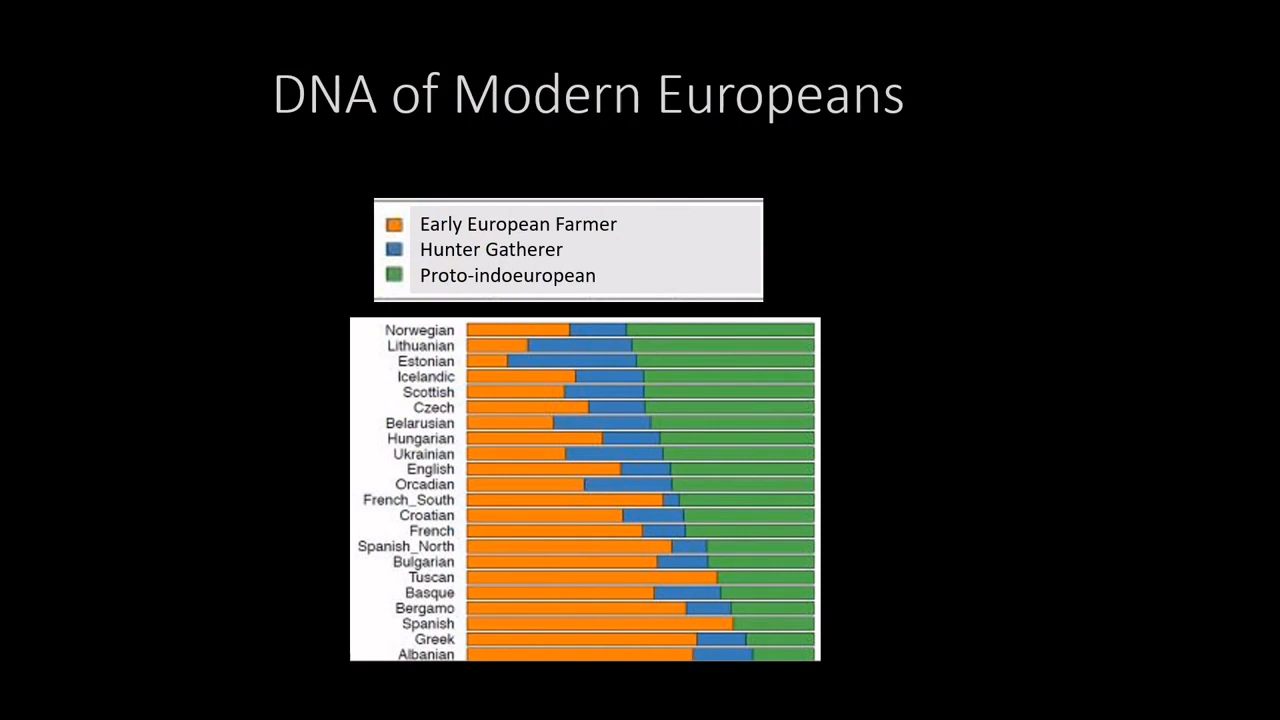 DNA of Modern Europeans
Early European Farmer
Hunter Gatherer
Proto-indoeuropean
Norwegian
Lithuanian
Estonian
Icelandic
Scottish
Czech
Belarusian
Hungarian
Ukrainian
English
Orcadian
French_South
Croatian
French
Spanish_North
Bulgarian
Tuscan
Basque
Bergamo
Spanish
Greek
Albanian